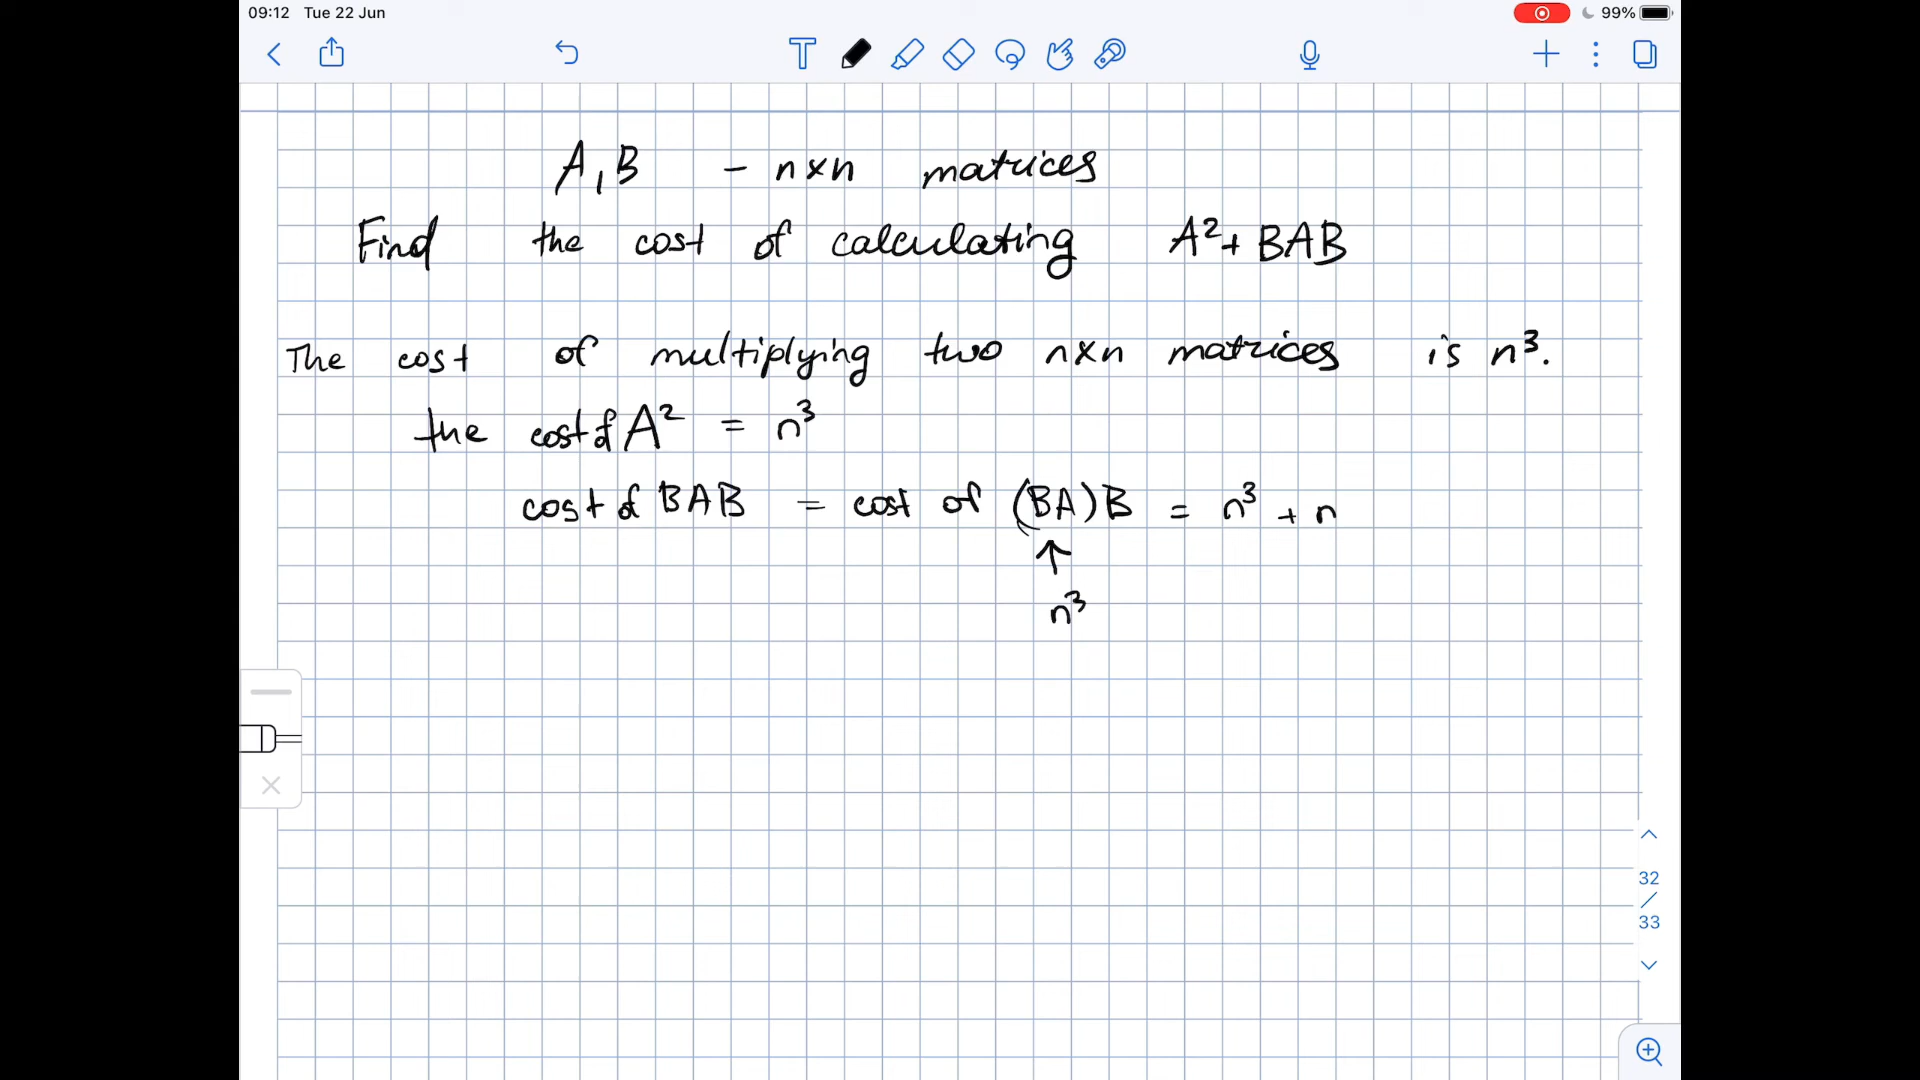 09:12 Tue 22 Jun 99%
T
A, B - n×n matrices
Find the cost of calculating A² + BAB
The cost of multiplying two n×n matrices is n³.
the cost of A² = n³
cost of BAB = cost of (BA)B = n³ + n
↑
n³
32
/
33